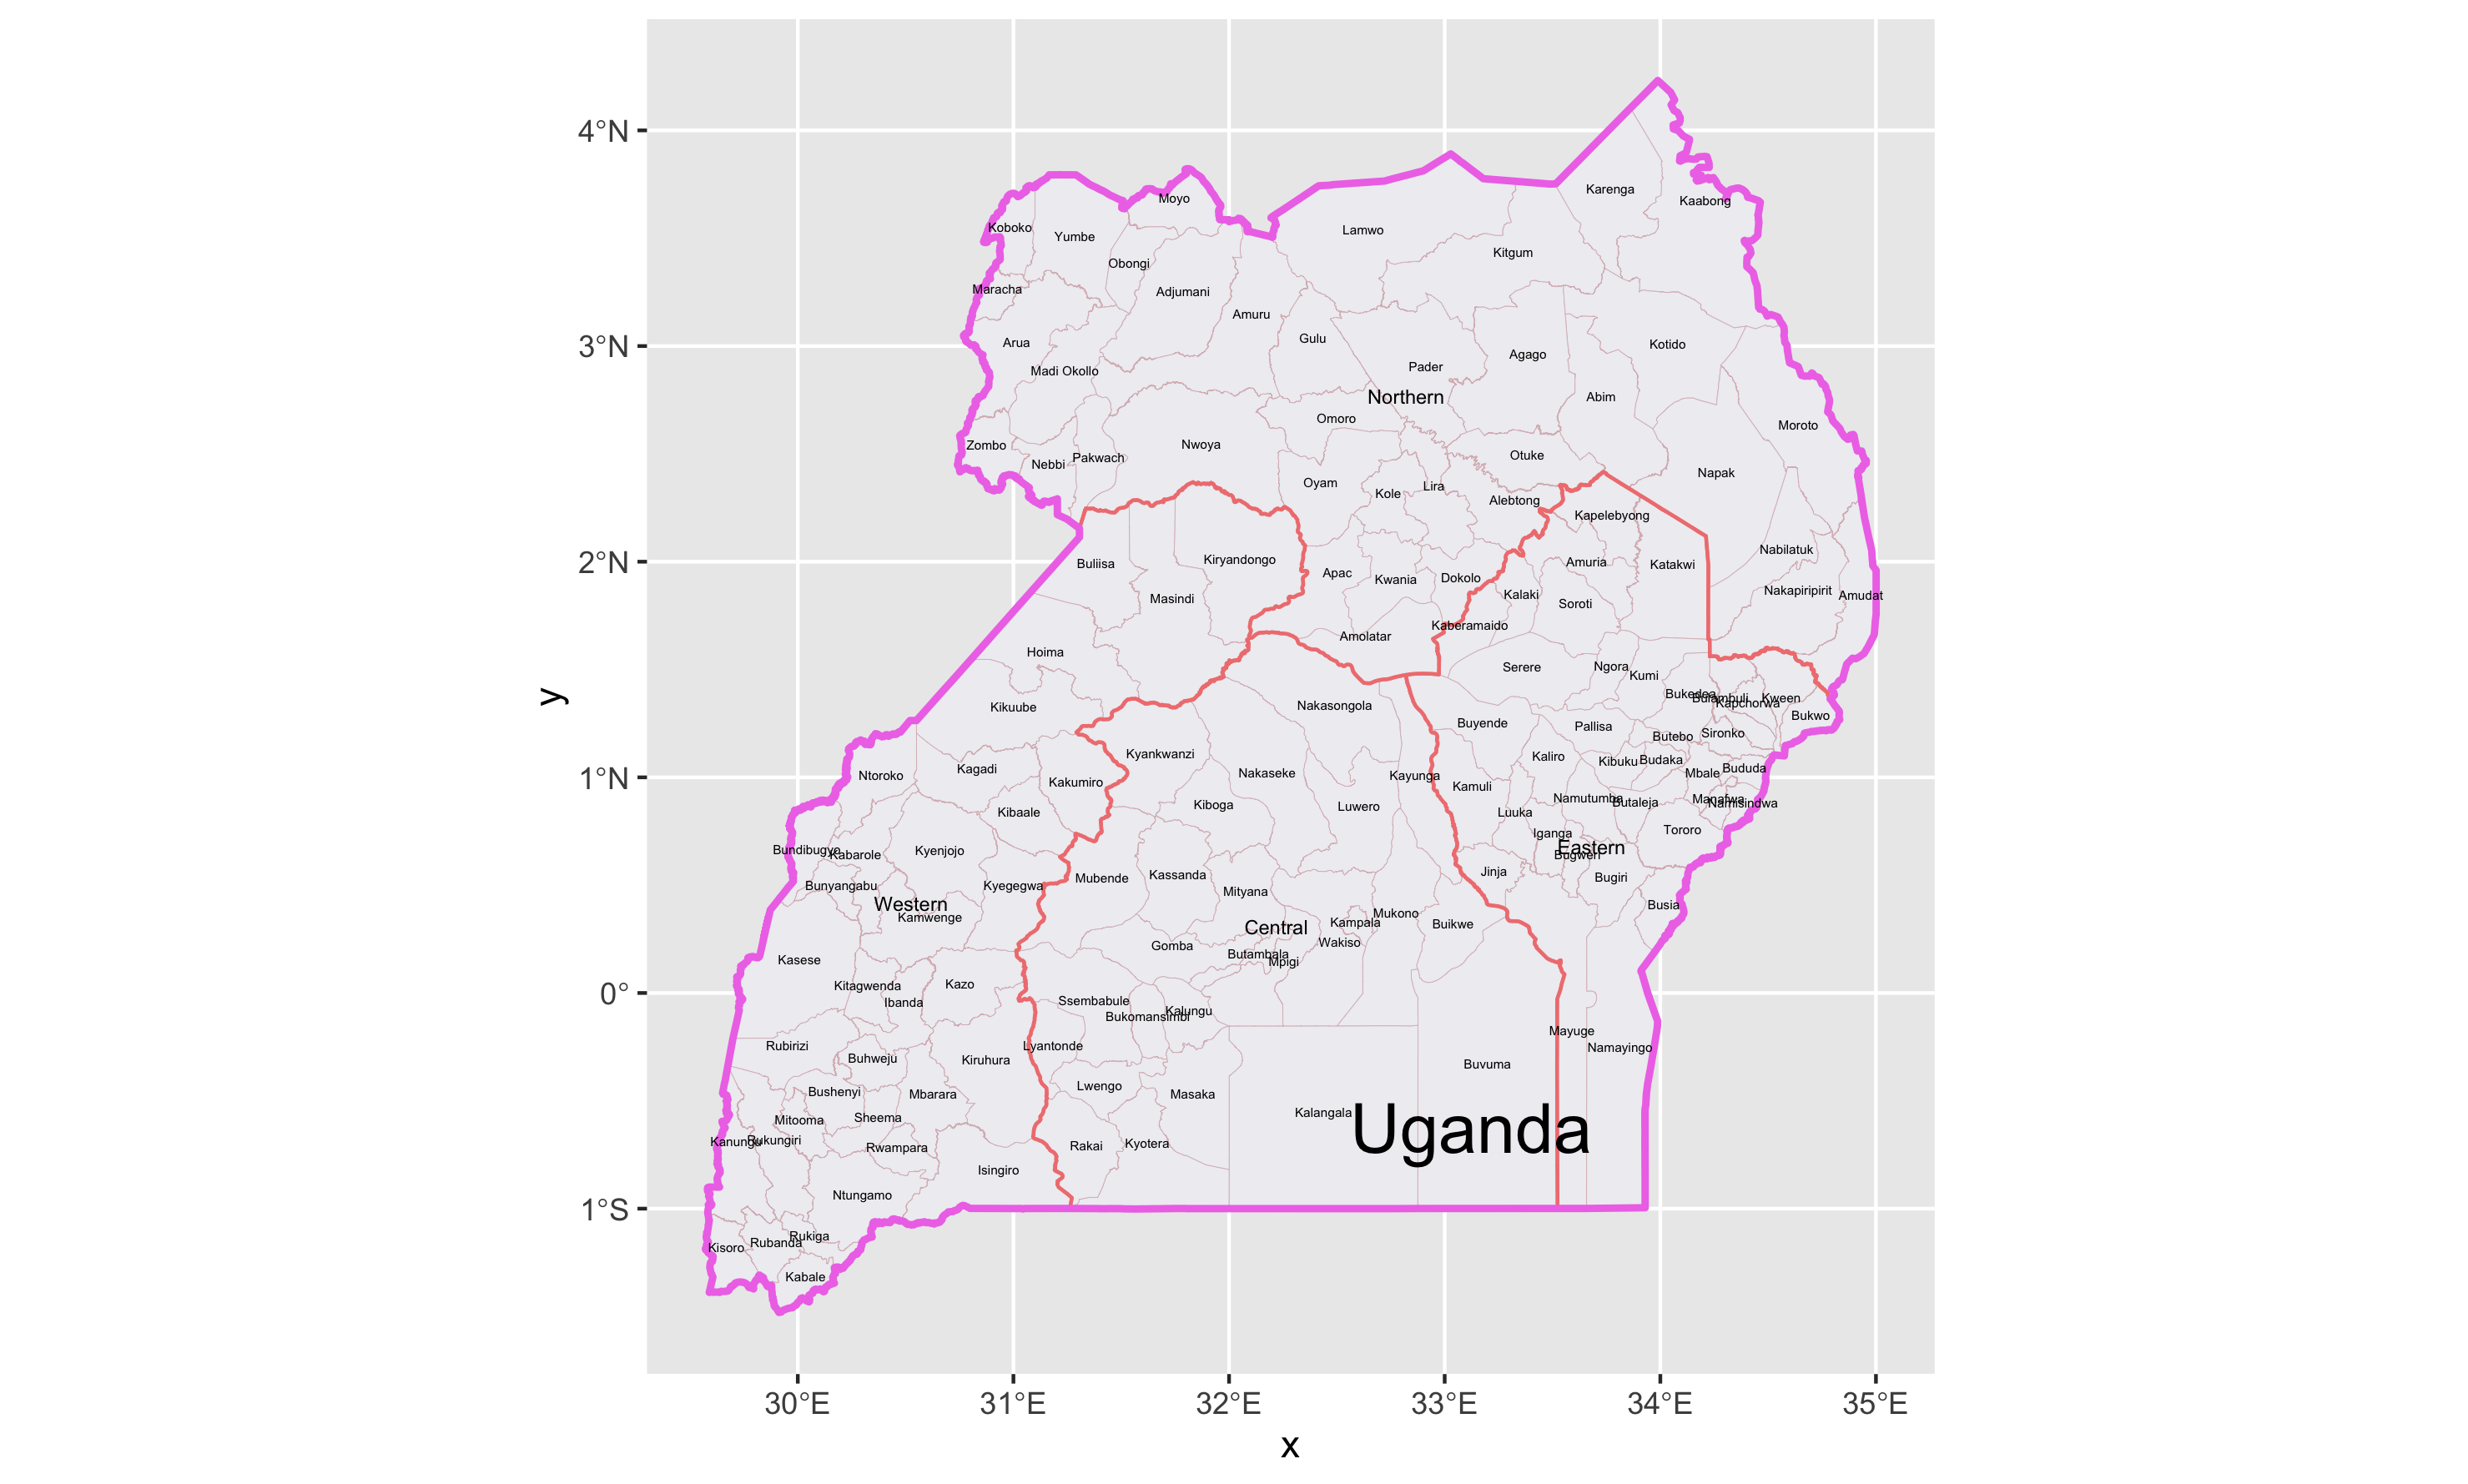 4°N
3°N
2°N
1°N
0°
1°S
y
30°E
31°E
32°E
33°E
34°E
35°E
x
Karenga
Moyo
Kaabong
Koboko
Lamwo
Yumbe
Kitgum
Obongi
Maracha
Adjumani
Amuru
Gulu
Arua
Kotido
Agago
Pader
Madi Okollo
Northern
Abim
Omoro
Moroto
Zombo
Nwoya
Otuke
Pakwach
Nebbi
Napak
Oyam
Lira
Kole
Alebtong
Kapelebyong
Nabilatuk
Kiryandongo
Buliisa
Amuria
Katakwi
Apac
Kwania
Dokolo
Nakapiripirit
Kalaki
Amudat
Masindi
Soroti
Kaberamaido
Amolatar
Hoima
Serere
Ngora
Kumi
Bukedea
Bulambuli
Kween
Kapchorwa
Nakasongola
Kikuube
Bukwo
Buyende
Pallisa
Sironko
Butebo
Kyankwanzi
Kaliro
Kibuku
Budaka
Kagadi
Bududa
Nakaseke
Mbale
Ntoroko
Kayunga
Kakumiro
Kamuli
Namutumba
Manafwa
Butaleja
Namisindwa
Kiboga
Luwero
Kibaale
Luuka
Tororo
Iganga
Eastern
Bundibugyo
Kyenjojo
Kabarole
Bugweri
Jinja
Kassanda
Bugiri
Mubende
Bunyangabu
Kyegegwa
Mityana
Western
Busia
Mukono
Kamwenge
Kampala
Buikwe
Central
Wakiso
Gomba
Butambala
Kasese
Mpigi
Kazo
Kitagwenda
Ssembabule
Ibanda
Kalungu
Bukomansimbi
Mayuge
Rubirizi
Lyantonde
Namayingo
Buhweju
Kiruhura
Buvuma
Lwengo
Bushenyi
Mbarara
Masaka
Kalangala
Sheema
Mitooma
Uganda
Rukungiri
Kanungu
Kyotera
Rakai
Rwampara
Isingiro
Ntungamo
Rukiga
Rubanda
Kisoro
Kabale